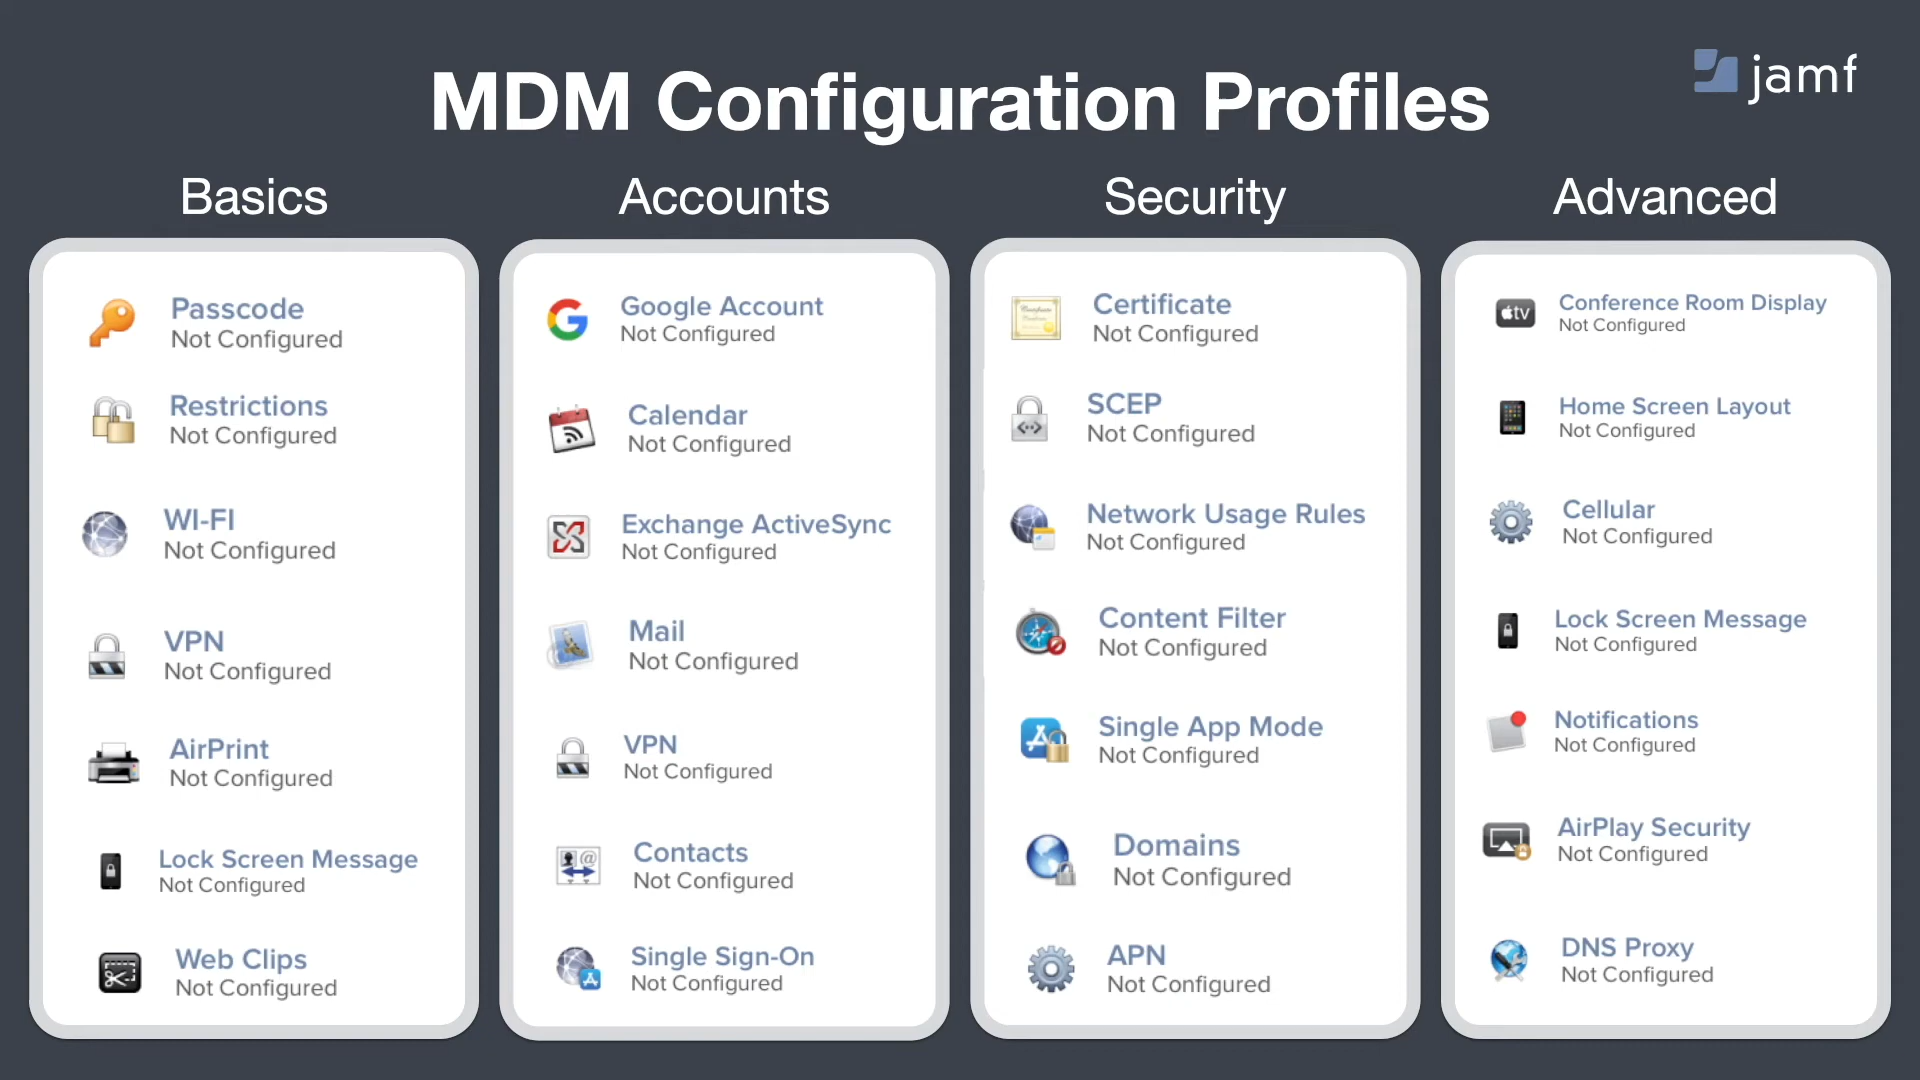 MDM Configuration Profiles
jamf
Basics
Passcode
Not Configured
Restrictions
Not Configured
WI-FI
Not Configured
VPN
Not Configured
AirPrint
Not Configured
Lock Screen Message
Not Configured
Web Clips
Not Configured
Accounts
Google Account
Not Configured
Calendar
Not Configured
Exchange ActiveSync
Not Configured
Mail
Not Configured
VPN
Not Configured
Contacts
Not Configured
Single Sign-On
Not Configured
Security
Certificate
Not Configured
SCEP
Not Configured
Network Usage Rules
Not Configured
Content Filter
Not Configured
Single App Mode
Not Configured
Domains
Not Configured
APN
Not Configured
Advanced
tv
Conference Room Display
Not Configured
Home Screen Layout
Not Configured
Cellular
Not Configured
Lock Screen Message
Not Configured
Notifications
Not Configured
AirPlay Security
Not Configured
DNS Proxy
Not Configured